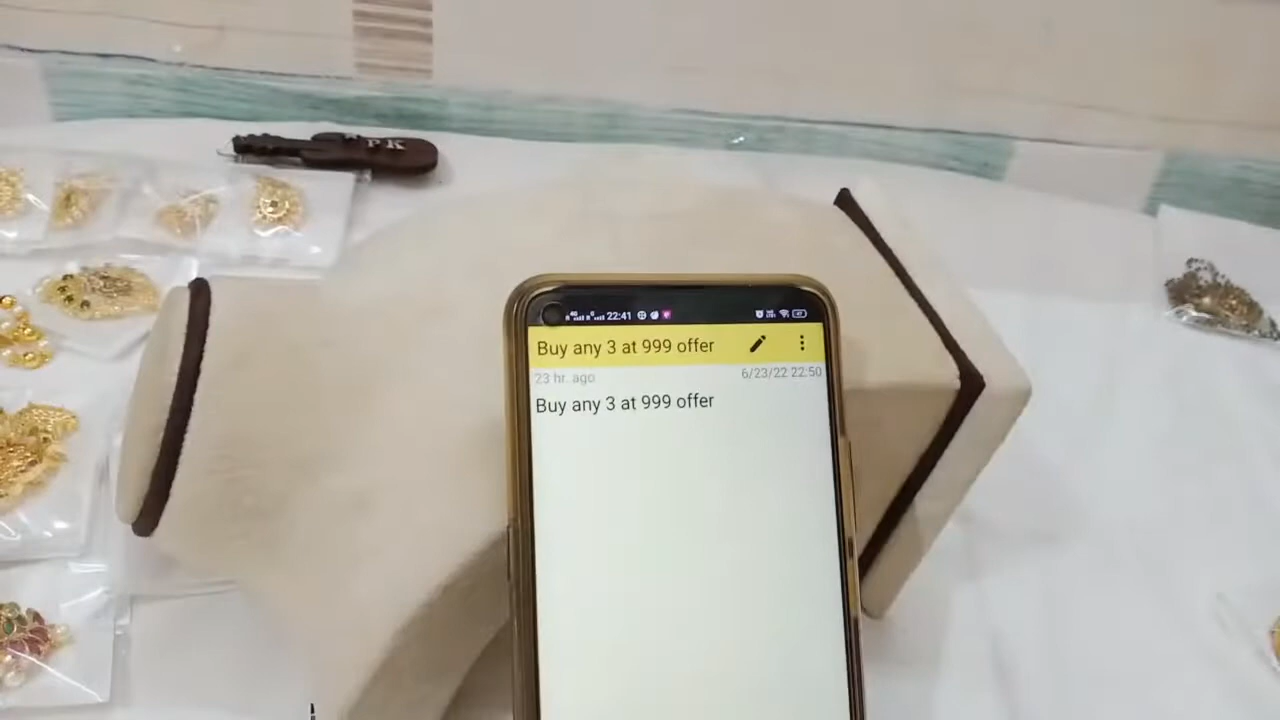 PK
22:41
Buy any 3 at 999 offer
23 hr. ago 6/23/22 22:50
Buy any 3 at 999 offer